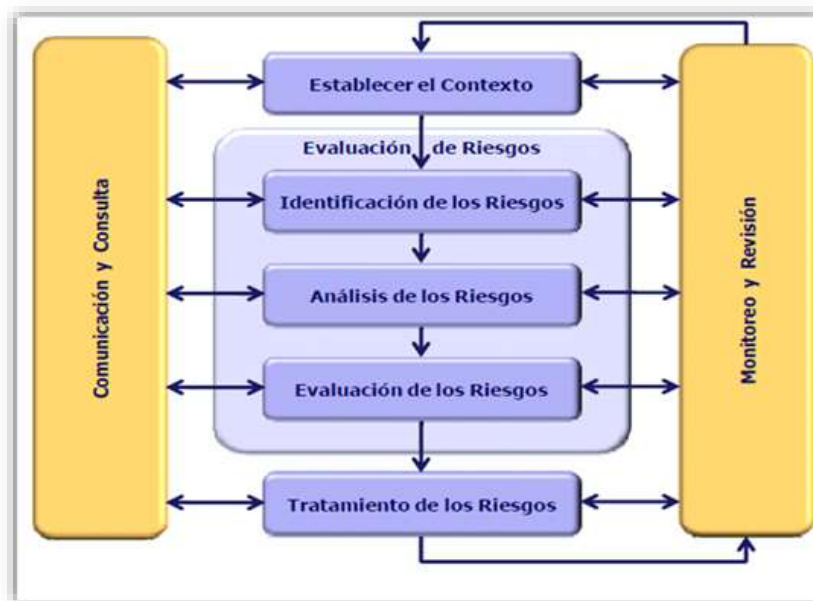 Establecer el Contexto
Evaluación de Riesgos
Identificación de los Riesgos
Análisis de los Riesgos
Evaluación de los Riesgos
Tratamiento de los Riesgos
Comunicación y Consulta
Monitoreo y Revisión